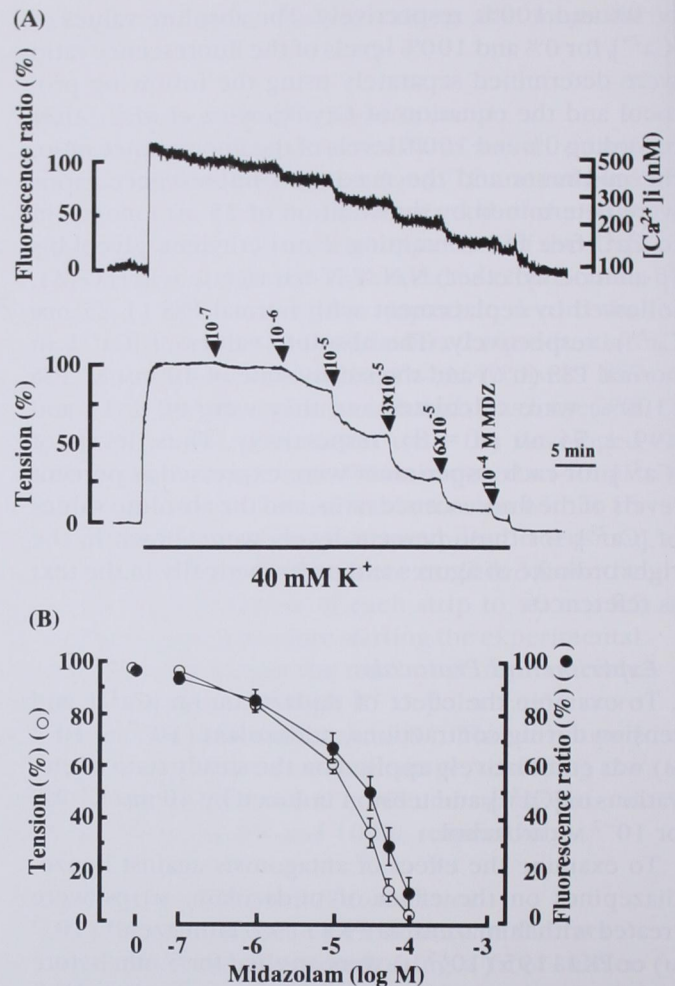 (A)
Fluorescence ratio (%)
100
50
0
500
300
200
100
[Ca²⁺]i (nM)
Tension (%)
100
50
0
10⁻⁷
10⁻⁶
10⁻⁵
3x10⁻⁵
6x10⁻⁵
10⁻⁴ M MDZ
5 min
40 mM K⁺
(B)
Tension (%) (○)
100
80
60
40
20
0
100
80
60
40
20
0
Fluorescence ratio (%) (●)
0 -7 -6 -5 -4 -3
Midazolam (log M)